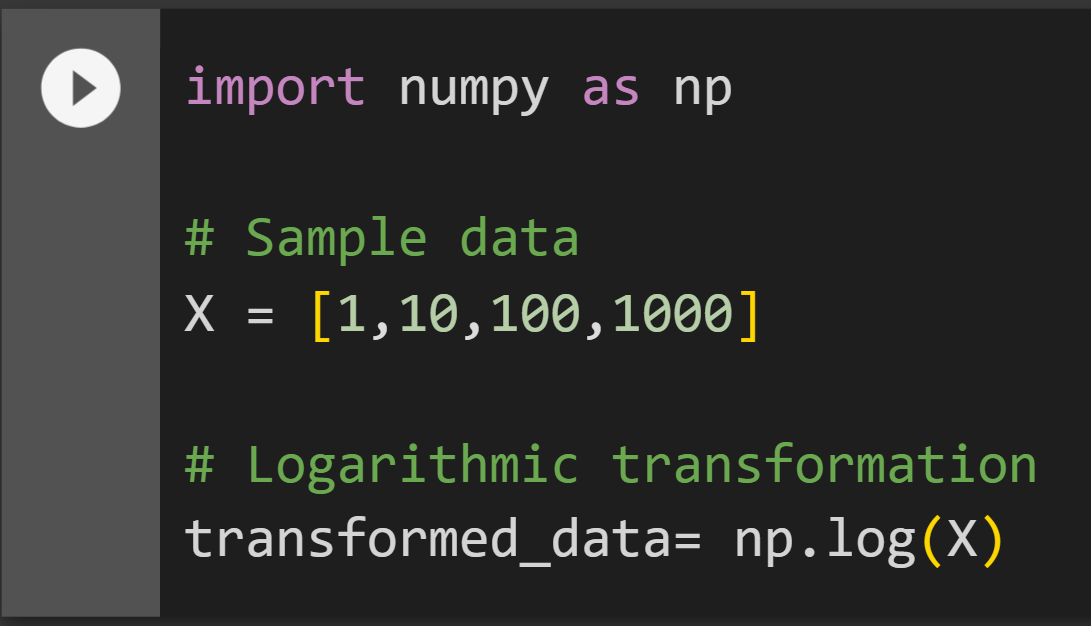 import numpy as np
# Sample data
X = [1,10,100,1000]
# Logarithmic transformation
transformed_data= np.log(X)